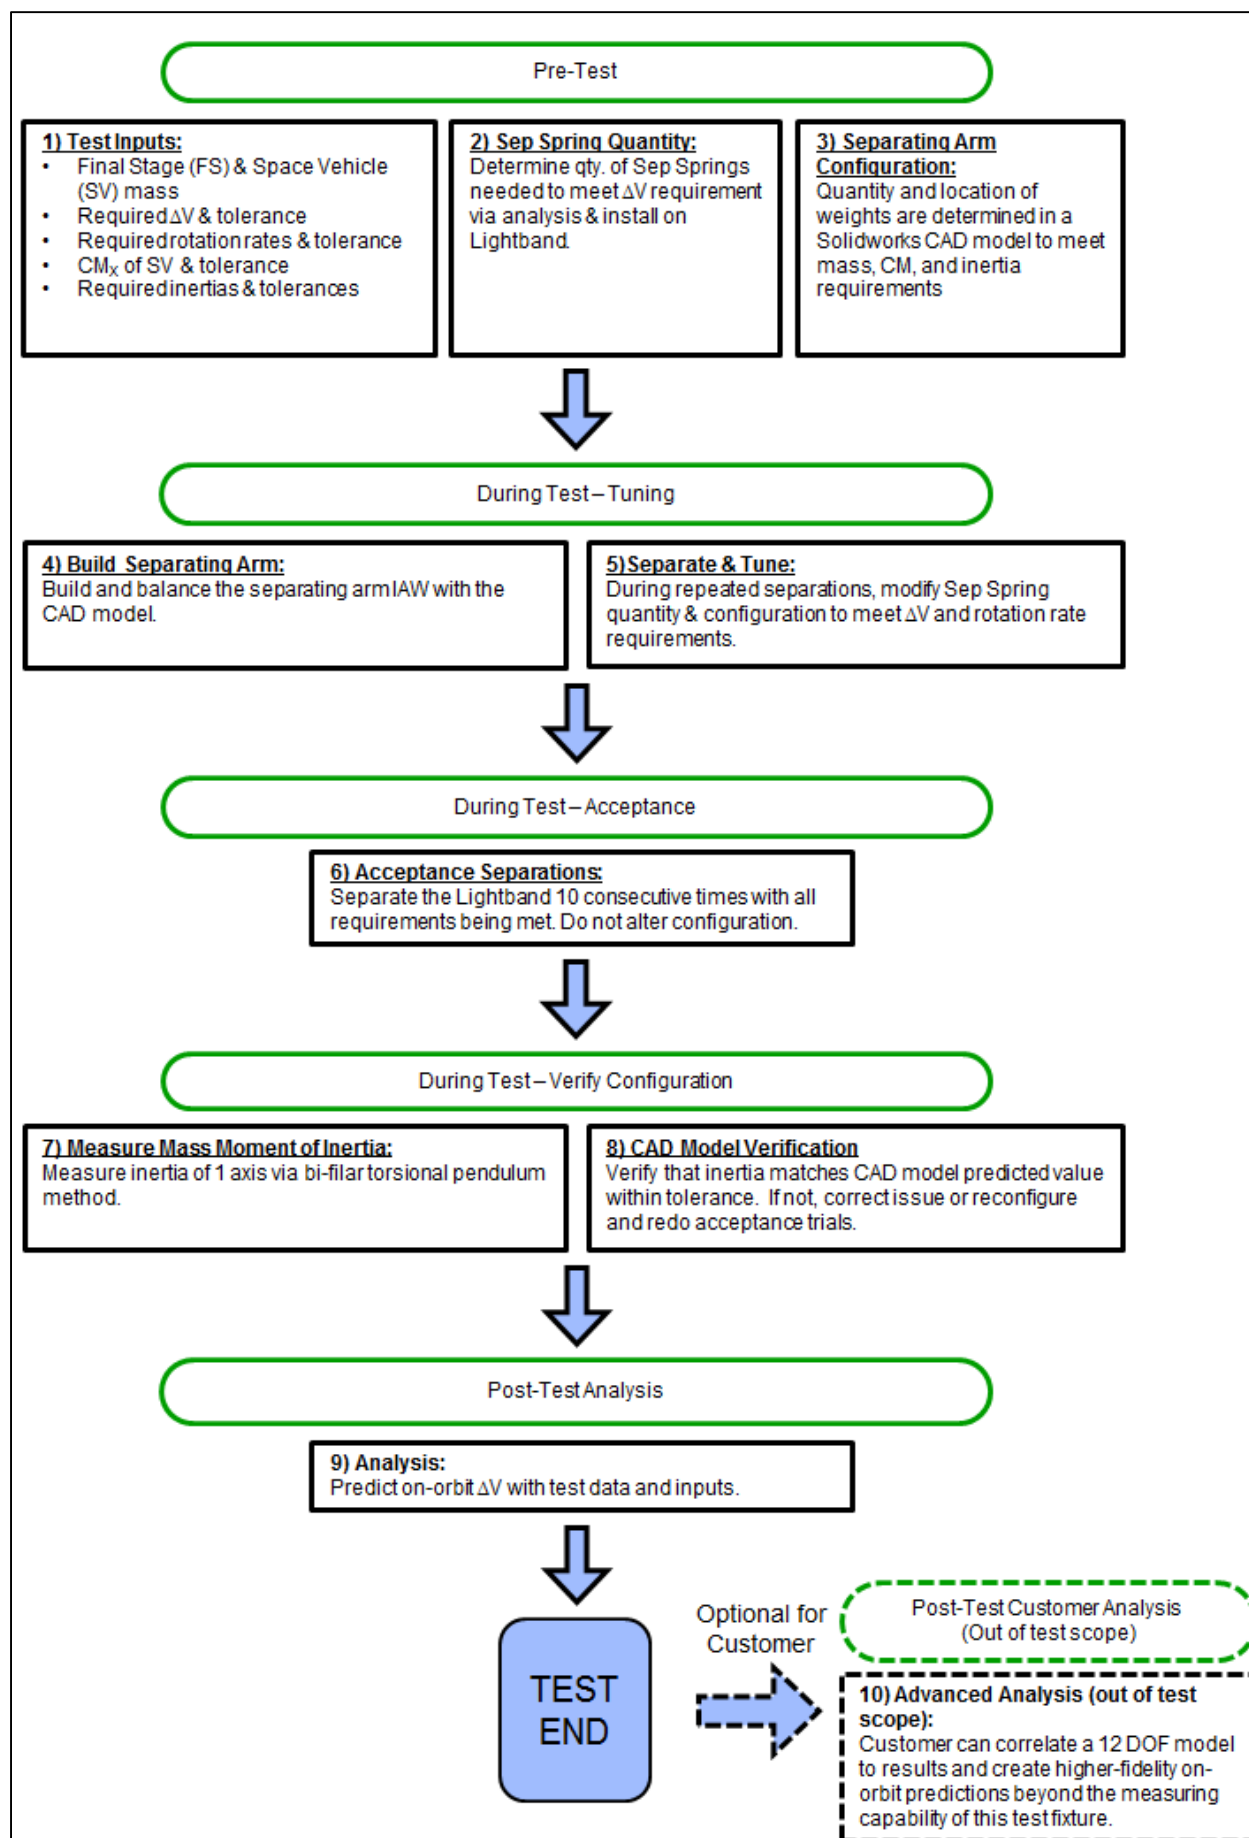 Pre-Test
1) Test Inputs:
• Final Stage (FS) & Space Vehicle
(SV) mass
• Required ΔV & tolerance
• Required rotation rates & tolerance
• CMX of SV & tolerance
• Required inertias & tolerances
2) Sep Spring Quantity:
Determine qty. of Sep Springs
needed to meet ΔV requirement
via analysis & install on
Lightband.
3) Separating Arm
Configuration:
Quantity and location of
weights are determined in a
Solidworks CAD model to meet
mass, CM, and inertia
requirements
During Test – Tuning
4) Build Separating Arm:
Build and balance the separating arm IAW with the
CAD model.
5) Separate & Tune:
During repeated separations, modify Sep Spring
quantity & configuration to meet ΔV and rotation rate
requirements.
During Test – Acceptance
6) Acceptance Separations:
Separate the Lightband 10 consecutive times with all
requirements being met. Do not alter configuration.
During Test – Verify Configuration
7) Measure Mass Moment of Inertia:
Measure inertia of 1 axis via bi-filar torsional pendulum
method.
8) CAD Model Verification
Verify that inertia matches CAD model predicted value
within tolerance. If not, correct issue or reconfigure
and redo acceptance trials.
Post-Test Analysis
9) Analysis:
Predict on-orbit ΔV with test data and inputs.
TEST
END
Optional for
Customer
Post-Test Customer Analysis
(Out of test scope)
10) Advanced Analysis (out of test
scope):
Customer can correlate a 12 DOF model
to results and create higher-fidelity on-
orbit predictions beyond the measuring
capability of this test fixture.